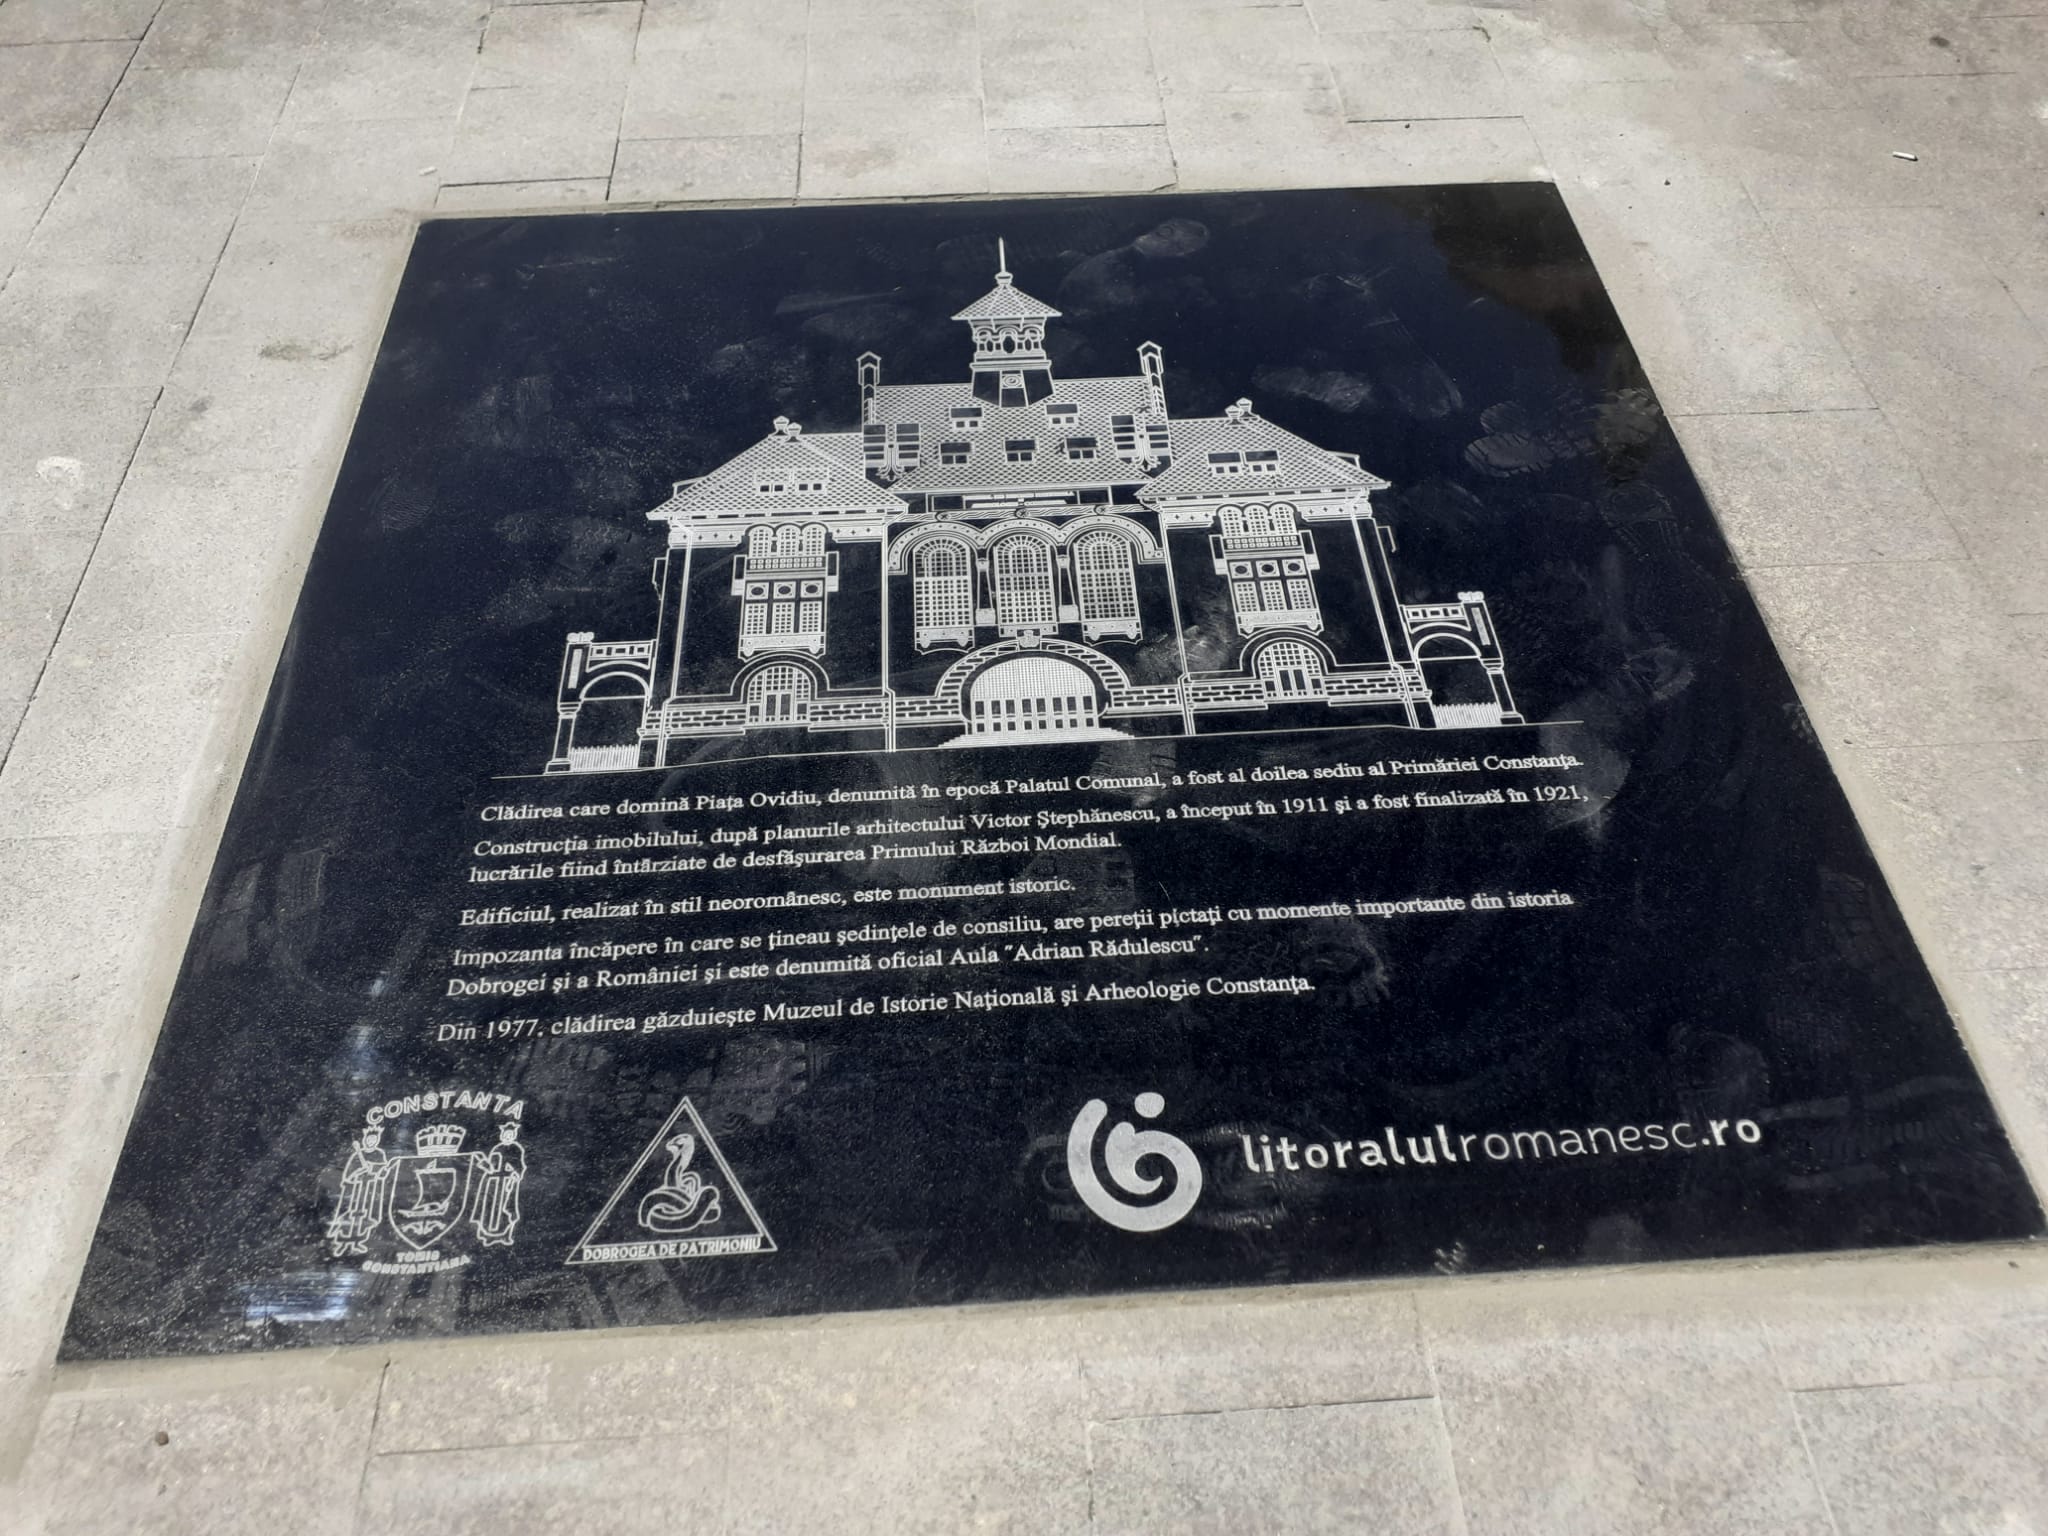 Clădirea care domină Piața Ovidiu, denumită în epocă Palatul Comunal, a fost al doilea sediu al Primăriei Constanța.
Construcția imobilului, după planurile arhitectului Victor Ștephănescu, a început în 1911 și a fost finalizată în 1921,
lucrările fiind întârziate de desfășurarea Primului Război Mondial.
Edificiul, realizat în stil neoromânesc, este monument istoric.
Impozanta încăpere în care se țineau ședințele de consiliu, are pereții pictați cu momente importante din istoria
Dobrogei și a României și este denumită oficial Aula "Adrian Rădulescu".
Din 1977, clădirea găzduiește Muzeul de Istorie Națională și Arheologie Constanța.
CONSTANTA
TOMIS
CONSTANTIANA
DOBROGEA DE PATRIMONIU
litoralulromanesc.ro